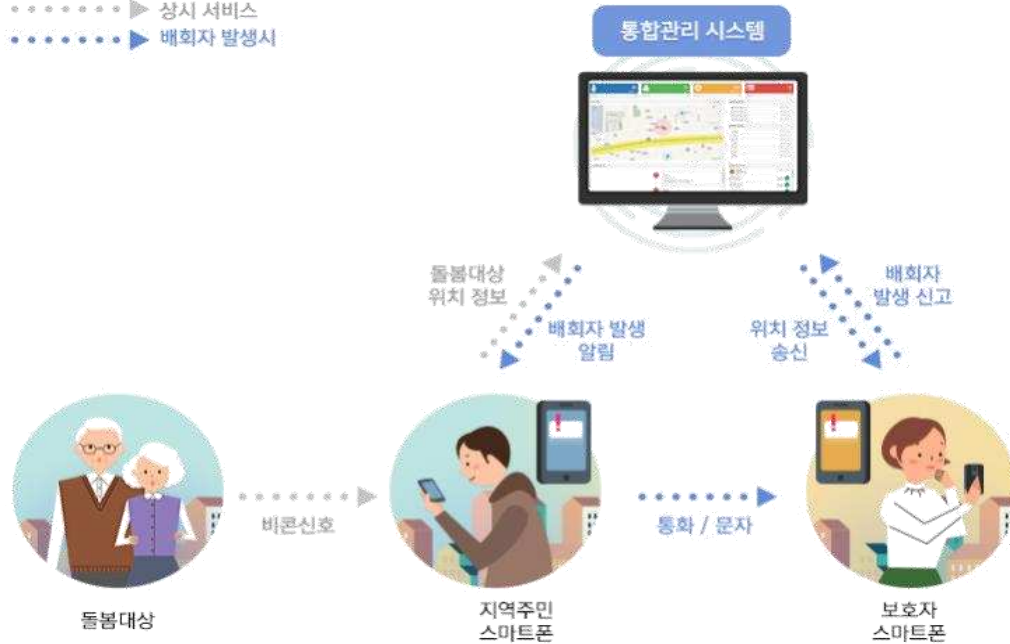 상시 서비스
배회자 발생시
통합관리 시스템
돌봄대상
위치 정보
배회자 발생
알림
위치 정보
송신
배회자
발생 신고
비콘신호
통화 / 문자
돌봄대상
지역주민
스마트폰
보호자
스마트폰